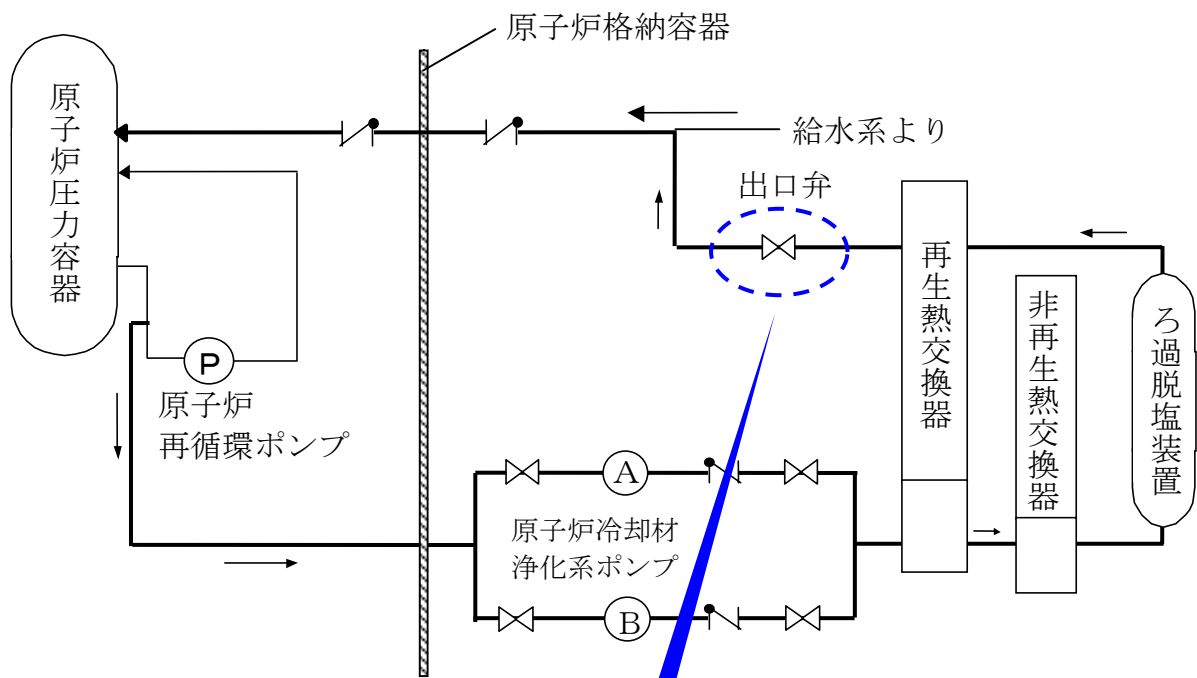 原子炉格納容器
原子炉圧力容器
給水系より
出口弁
再生熱交換器
非再生熱交換器
ろ過脱塩装置
P
原子炉
再循環ポンプ
A
原子炉冷却材
浄化系ポンプ
B